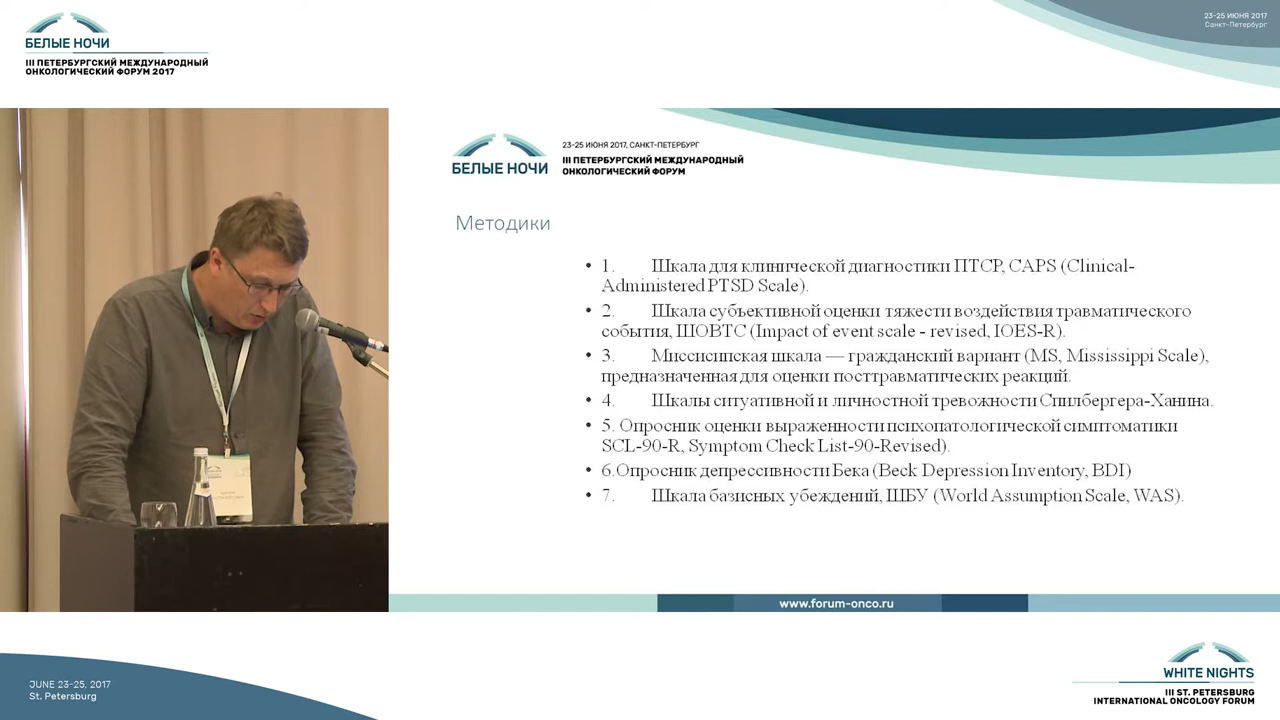 БЕЛЫЕ НОЧИ
III ПЕТЕРБУРГСКИЙ МЕЖДУНАРОДНЫЙ
ОНКОЛОГИЧЕСКИЙ ФОРУМ 2017
23-25 ИЮНЯ 2017
Санкт-Петербург
БЕЛЫЕ НОЧИ
23-25 ИЮНЯ 2017, САНКТ-ПЕТЕРБУРГ
III ПЕТЕРБУРГСКИЙ МЕЖДУНАРОДНЫЙ
ОНКОЛОГИЧЕСКИЙ ФОРУМ
Методики
• 1. Шкала для клинической диагностики ПТСР, CAPS (Clinical-
Administered PTSD Scale).
• 2. Шкала субъективной оценки тяжести воздействия травматического
события, ШОВТС (Impact of event scale - revised, IOES-R).
• 3. Миссисипская шкала — гражданский вариант (MS, Mississippi Scale),
предназначенная для оценки посттравматических реакций.
• 4. Шкалы ситуативной и личностной тревожности Спилбергера-Ханина.
• 5. Опросник оценки выраженности психопатологической симптоматики
SCL-90-R, Symptom Check List-90-Revised).
• 6.Опросник депрессивности Бека (Beck Depression Inventory, BDI)
• 7. Шкала базисных убеждений, ШБУ (World Assumption Scale, WAS).
www.forum-onco.ru
JUNE 23-25, 2017
St. Petersburg
WHITE NIGHTS
III ST. PETERSBURG
INTERNATIONAL ONCOLOGY FORUM